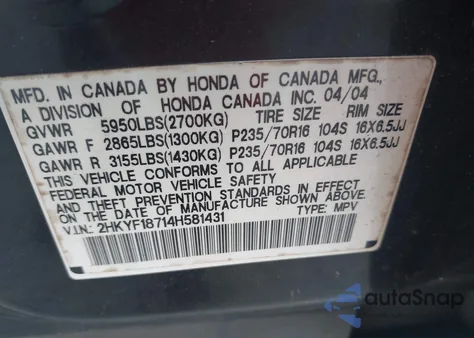 MFD. IN CANADA BY HONDA OF CANADA MFG.,
A DIVISION OF HONDA CANADA INC. 04/04
GVWR 5950LBS(2700KG) TIRE SIZE RIM SIZE
GAWR F 2865LBS(1300KG) P235/70R16 104S 16X6.5JJ
GAWR R 3155LBS(1430KG) P235/70R16 104S 16X6.5JJ
THIS VEHICLE CONFORMS TO ALL APPLICABLE
FEDERAL MOTOR VEHICLE SAFETY
AND THEFT PREVENTION STANDARDS IN EFFECT
ON THE DATE OF MANUFACTURE SHOWN ABOVE.
V.I.N.: 2HKYF18714H581431 TYPE: MPV
autoSnap